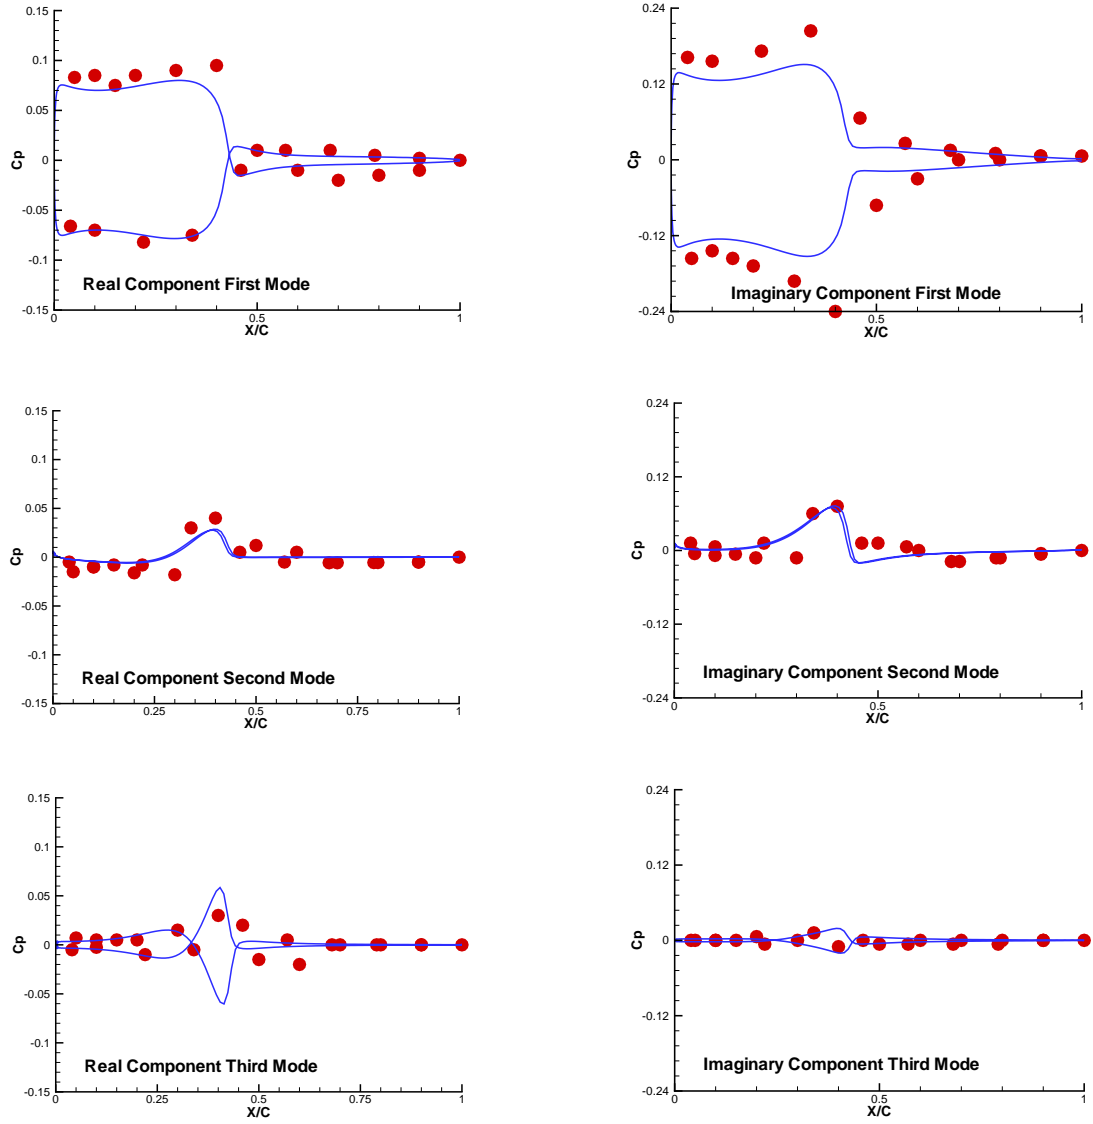 0.15
0.1
0.05
0
-0.05
-0.1
-0.15
Cp
Real Component First Mode
0 0.5 1
X/C
0.24
0.12
0
-0.12
-0.24
Cp
Imaginary Component First Mode
0 0.5 1
X/C
0.15
0.1
0.05
0
-0.05
-0.1
-0.15
Cp
Real Component Second Mode
0 0.25 0.5 0.75 1
X/C
0.24
0.12
0
-0.12
-0.24
Cp
Imaginary Component Second Mode
0 0.5 1
X/C
0.15
0.1
0.05
0
-0.05
-0.1
-0.15
Cp
Real Component Third Mode
0 0.25 0.5 0.75 1
X/C
0.24
0.12
0
-0.12
-0.24
Cp
Imaginary Component Third Mode
0 0.5 1
X/C